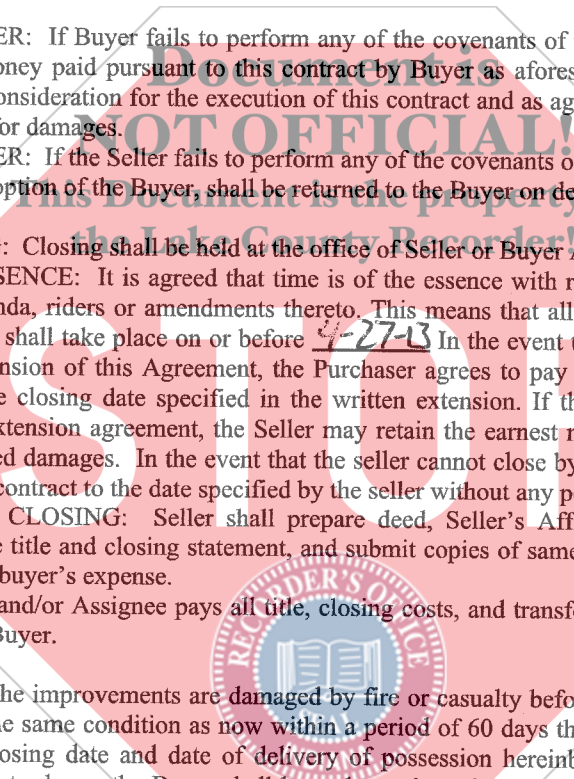 ER: If Buyer fails to perform any of the covenants of
oney paid pursuant to this contract by Buyer as afores
onsideration for the execution of this contract and as ag
or damages.
ER: If the Seller fails to perform any of the covenants o
option of the Buyer, shall be returned to the Buyer on de
: Closing shall be held at the office of Seller or Buyer
SENCE: It is agreed that time is of the essence with r
nda, riders or amendments thereto. This means that all
shall take place on or before 4-27-13 In the event
nsion of this Agreement, the Purchaser agrees to pay
e closing date specified in the written extension. If th
xtension agreement, the Seller may retain the earnest
ed damages. In the event that the seller cannot close by
contract to the date specified by the seller without any p
CLOSING: Seller shall prepare deed, Seller's Aff
e title and closing statement, and submit copies of same
buyer's expense.
and/or Assignee pays all title, closing costs, and transf
Buyer.
he improvements are damaged by fire or casualty befo
he same condition as now within a period of 60 days th
osing date and date of delivery of possession hereinb
Document is
NOT OFFICIAL!
This Document is the property
the Lake County Recorder!
STOP
RECORDER'S OFFICE